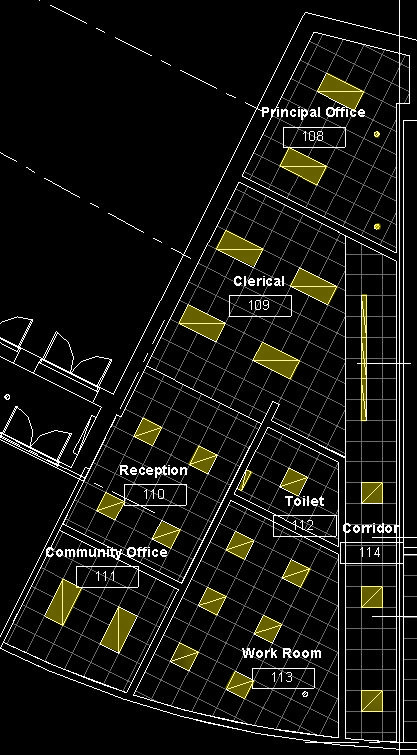 Principal Office
108
Clerical
109
Reception
110
Toilet
112
Corridor
114
Community Office
111
Work Room
113